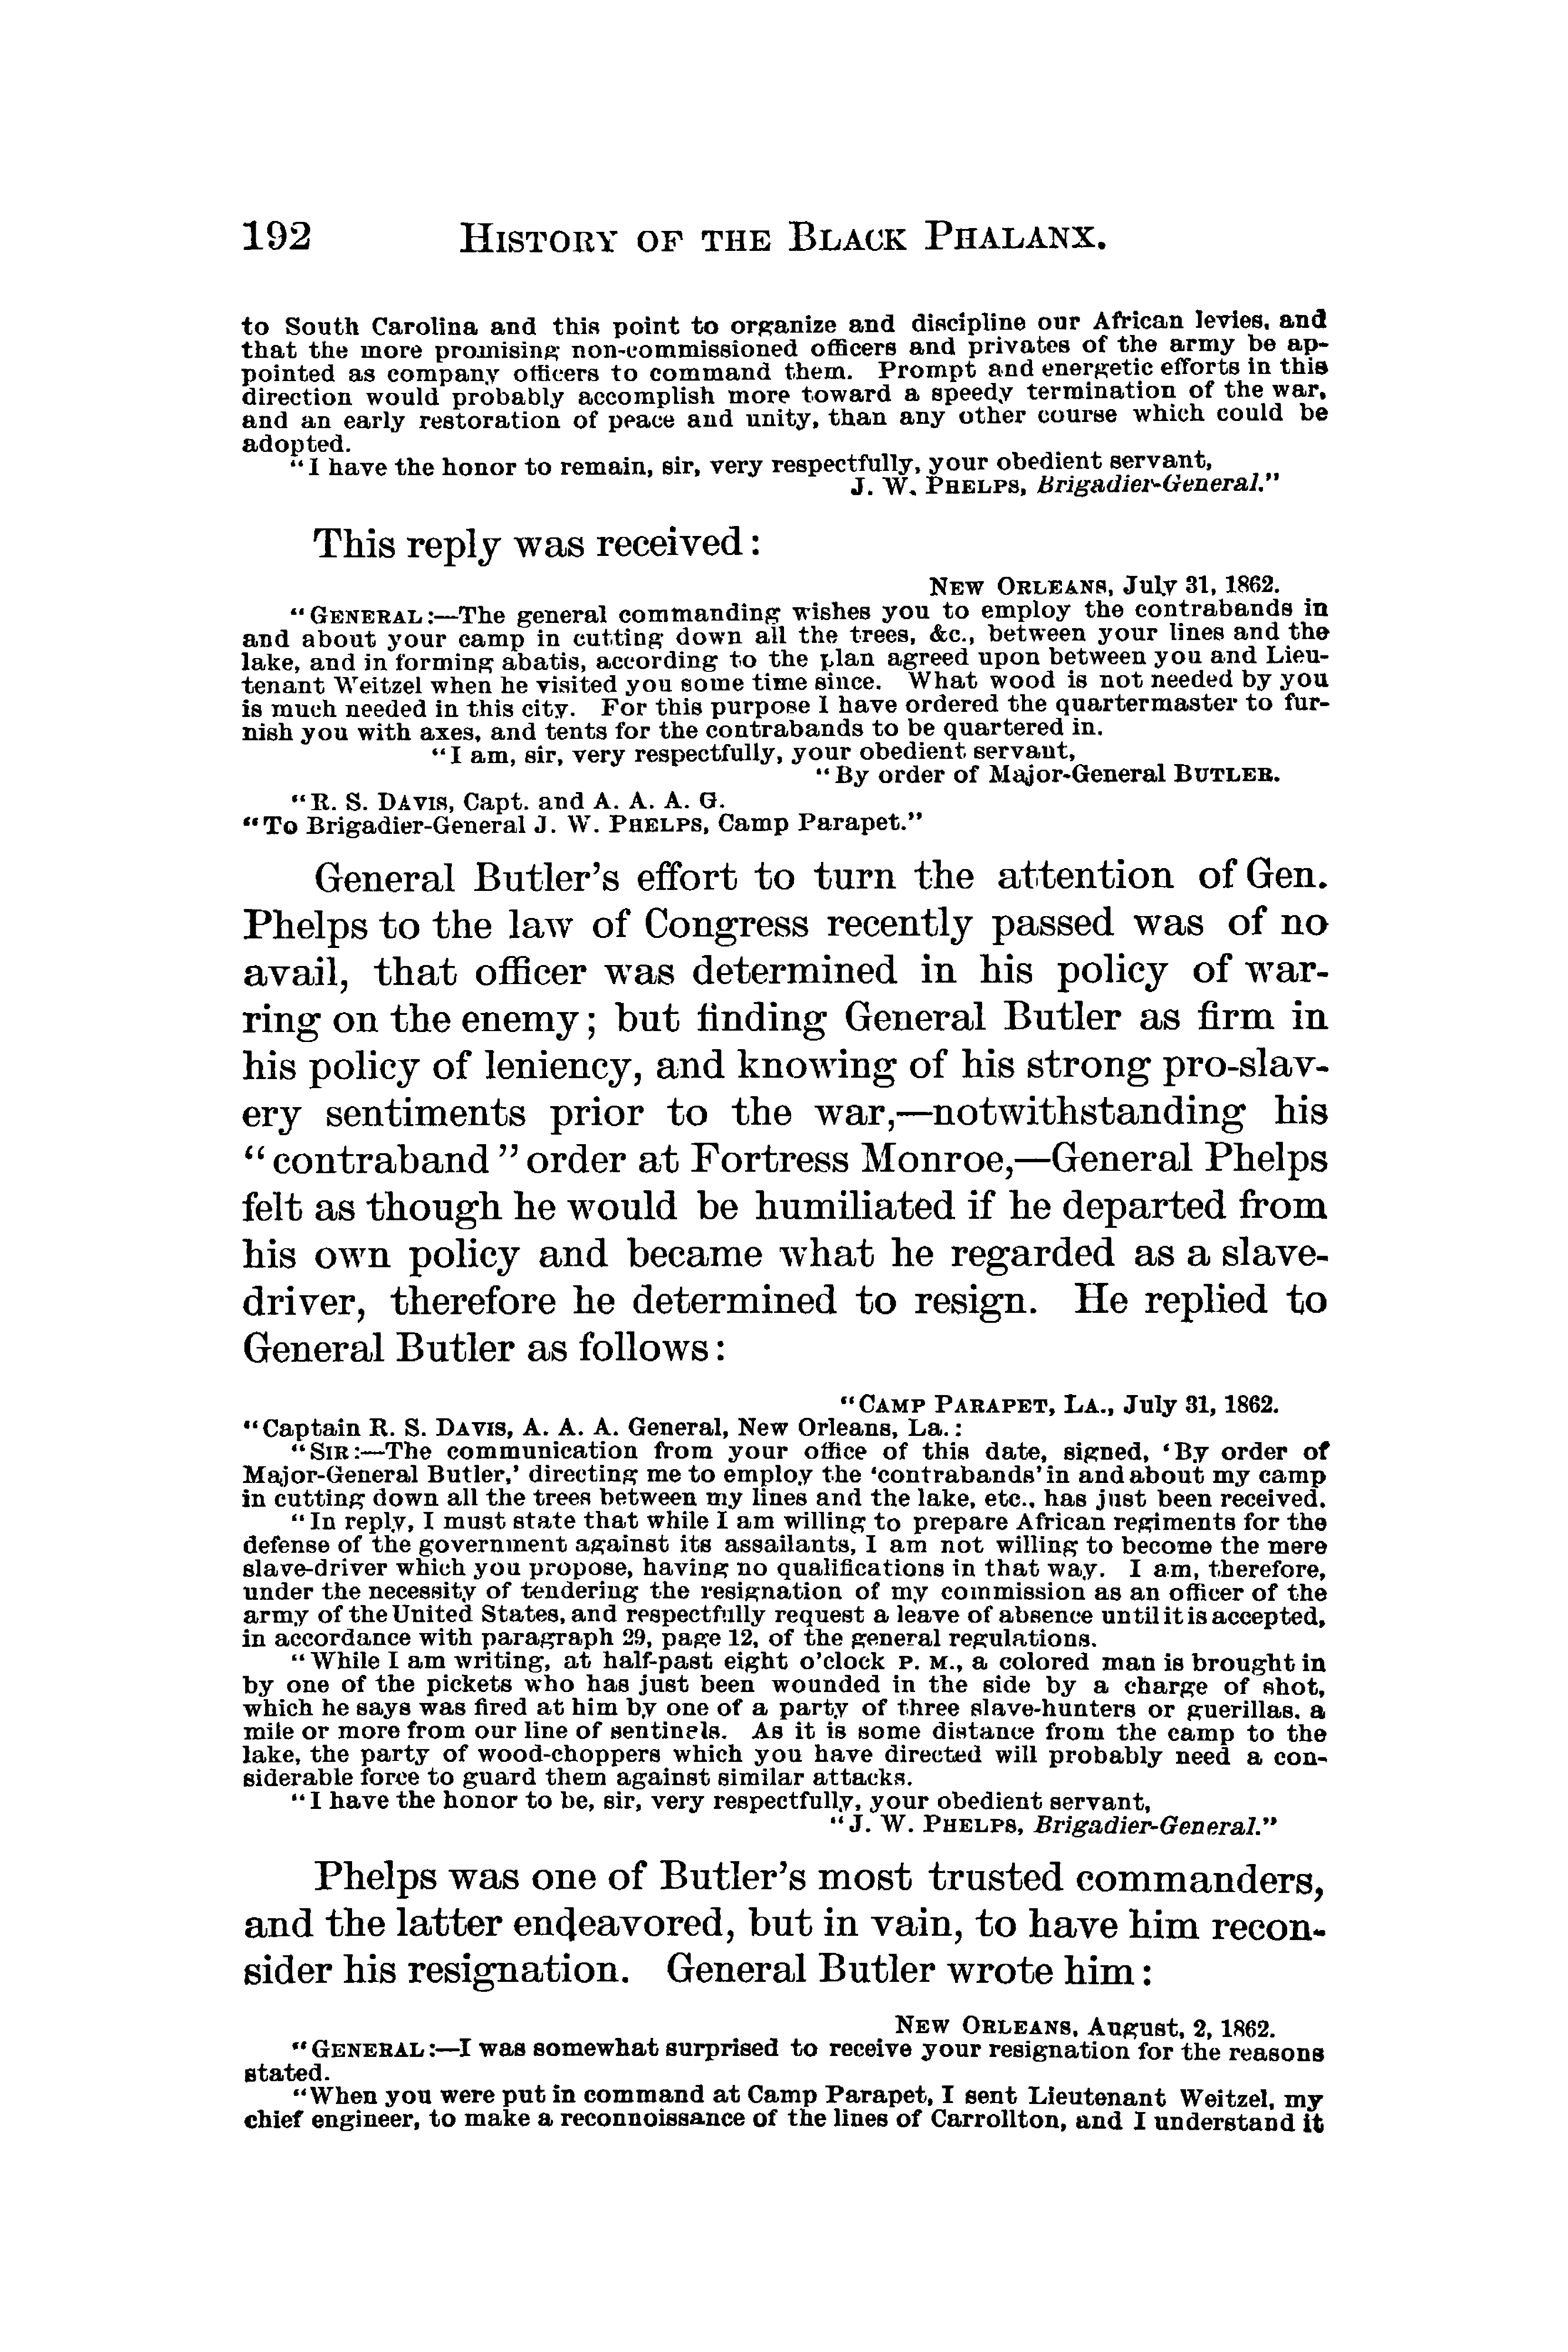 192 HISTORY OF THE BLACK PHALANX.
to South Carolina and this point to organize and discipline our African levies, and
that the more promising non-commissioned officers and privates of the army be ap-
pointed as company officers to command them. Prompt and energetic efforts in this
direction would probably accomplish more toward a speedy termination of the war,
and an early restoration of peace and unity, than any other course which could be
adopted.
"I have the honor to remain, sir, very respectfully, your obedient servant,
J. W. PHELPS, Brigadier-General."
This reply was received:
NEW ORLEANS, July 31, 1862.
"GENERAL:—The general commanding wishes you to employ the contrabands in
and about your camp in cutting down all the trees, &c., between your lines and the
lake, and in forming abatis, according to the plan agreed upon between you and Lieu-
tenant Weitzel when he visited you some time since. What wood is not needed by you
is much needed in this city. For this purpose I have ordered the quartermaster to fur-
nish you with axes, and tents for the contrabands to be quartered in.
"I am, sir, very respectfully, your obedient servant,
"By order of Major-General BUTLER.
"R. S. DAVIS, Capt. and A. A. A. G.
"To Brigadier-General J. W. PHELPS, Camp Parapet."
General Butler's effort to turn the attention of Gen.
Phelps to the law of Congress recently passed was of no
avail, that officer was determined in his policy of war-
ring on the enemy; but finding General Butler as firm in
his policy of leniency, and knowing of his strong pro-slav-
ery sentiments prior to the war,—notwithstanding his
"contraband" order at Fortress Monroe,—General Phelps
felt as though he would be humiliated if he departed from
his own policy and became what he regarded as a slave-
driver, therefore he determined to resign. He replied to
General Butler as follows:
"CAMP PARAPET, LA., July 31, 1862.
"Captain R. S. DAVIS, A. A. A. General, New Orleans, La.:
"SIR:—The communication from your office of this date, signed, 'By order of
Major-General Butler,' directing me to employ the 'contrabands' in and about my camp
in cutting down all the trees between my lines and the lake, etc., has just been received.
"In reply, I must state that while I am willing to prepare African regiments for the
defense of the government against its assailants, I am not willing to become the mere
slave-driver which you propose, having no qualifications in that way. I am, therefore,
under the necessity of tendering the resignation of my commission as an officer of the
army of the United States, and respectfully request a leave of absence until it is accepted,
in accordance with paragraph 29, page 12, of the general regulations.
"While I am writing, at half-past eight o'clock P. M., a colored man is brought in
by one of the pickets who has just been wounded in the side by a charge of shot,
which he says was fired at him by one of a party of three slave-hunters or guerillas, a
mile or more from our line of sentinels. As it is some distance from the camp to the
lake, the party of wood-choppers which you have directed will probably need a con-
siderable force to guard them against similar attacks.
"I have the honor to be, sir, very respectfully, your obedient servant,
"J. W. PHELPS, Brigadier-General."
Phelps was one of Butler's most trusted commanders,
and the latter endeavored, but in vain, to have him recon-
sider his resignation. General Butler wrote him:
NEW ORLEANS, August, 2, 1862.
"GENERAL:—I was somewhat surprised to receive your resignation for the reasons
stated.
"When you were put in command at Camp Parapet, I sent Lieutenant Weitzel, my
chief engineer, to make a reconnoissance of the lines of Carrollton, and I understand it